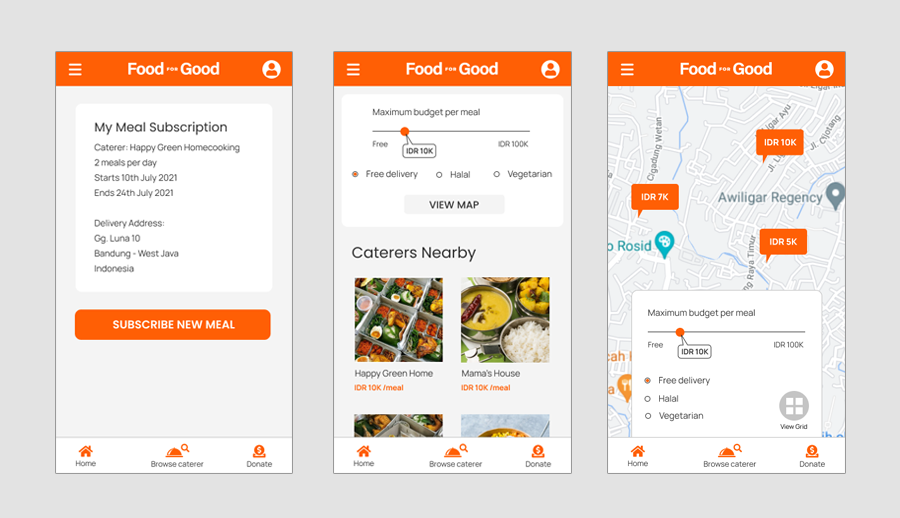 Food FOR Good
My Meal Subscription
Caterer: Happy Green Homecooking
2 meals per day
Starts 10th July 2021
Ends 24th July 2021
Delivery Address:
Gg. Luna 10
Bandung - West Java
Indonesia
SUBSCRIBE NEW MEAL
Home
Browse caterer
Donate
Food FOR Good
Maximum budget per meal
Free
IDR 10K
IDR 100K
Free delivery
Halal
Vegetarian
VIEW MAP
Caterers Nearby
Happy Green Home
IDR 10K /meal
Mama's House
IDR 10K /meal
Home
Browse caterer
Donate
Food FOR Good
Cigadung Wetan
IDR 10K
Jl. Cijotang
IDR 7K
Awiligar Regency
o Rosid
IDR 5K
ng Raya Timur
Maximum budget per meal
Free
IDR 10K
IDR 100K
Free delivery
Halal
Vegetarian
View Grid
Home
Browse caterer
Donate